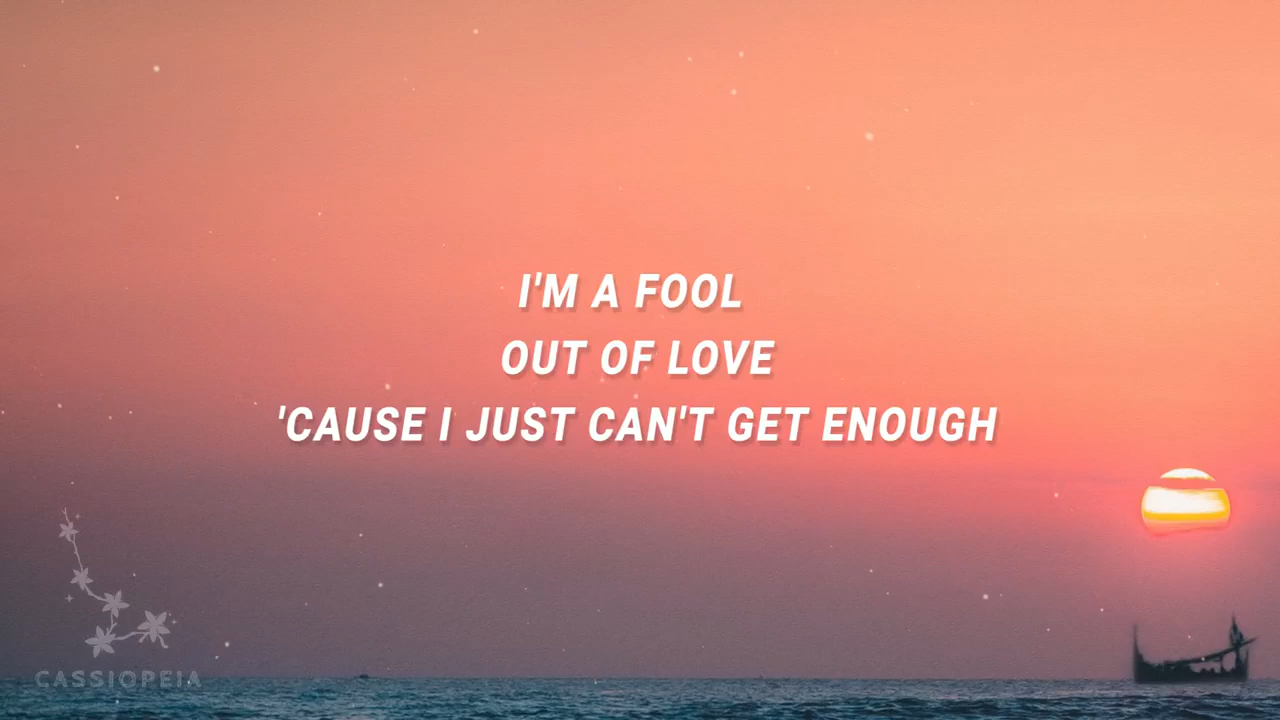 I'M A FOOL
OUT OF LOVE
'CAUSE I JUST CAN'T GET ENOUGH
CASSIOPEIA